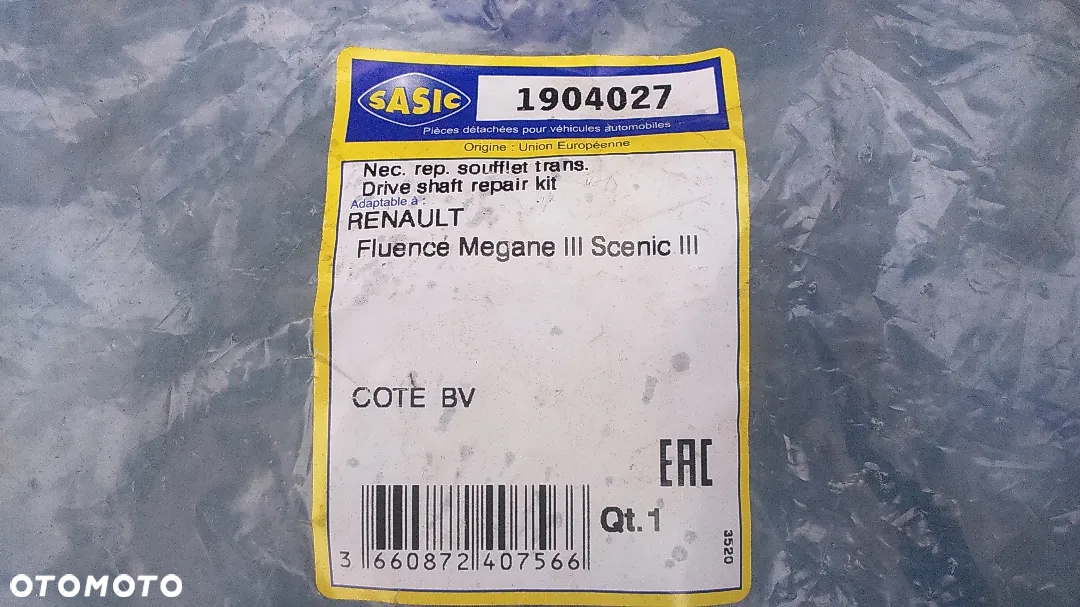 SASIC
1904027
Pièces détachées pour véhicules automobiles
Origine : Union Européenne
Nec. rep. soufflet trans.
Drive shaft repair kit
Adaptable à :
RENAULT
Fluence Megane III Scenic III
COTE BV
EAC
Qt.1
3 660872 407566
3520
OTOMOTO